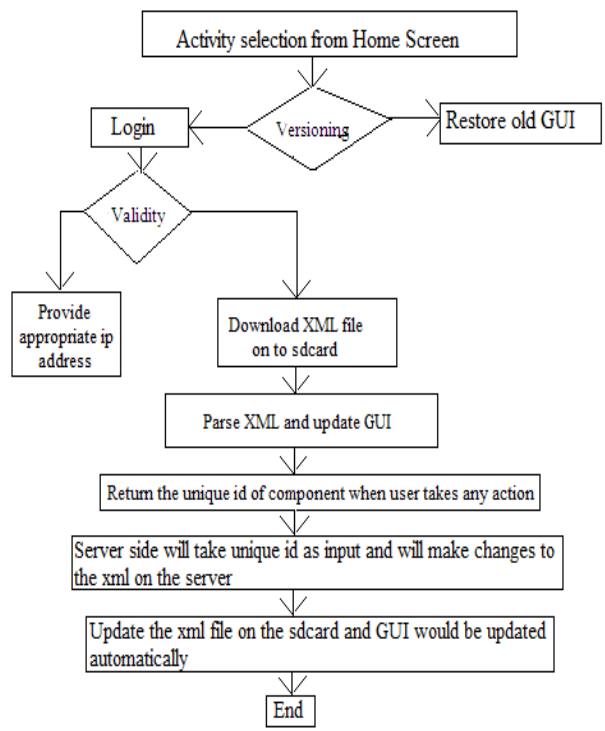 Activity selection from Home Screen
Versioning
Login
Restore old GUI
Validity
Provide
appropriate ip
address
Download XML file
on to sdcard
Parse XML and update GUI
Return the unique id of component when user takes any action
Server side will take unique id as input and will make changes to
the xml on the server
Update the xml file on the sdcard and GUI would be updated
automatically
End